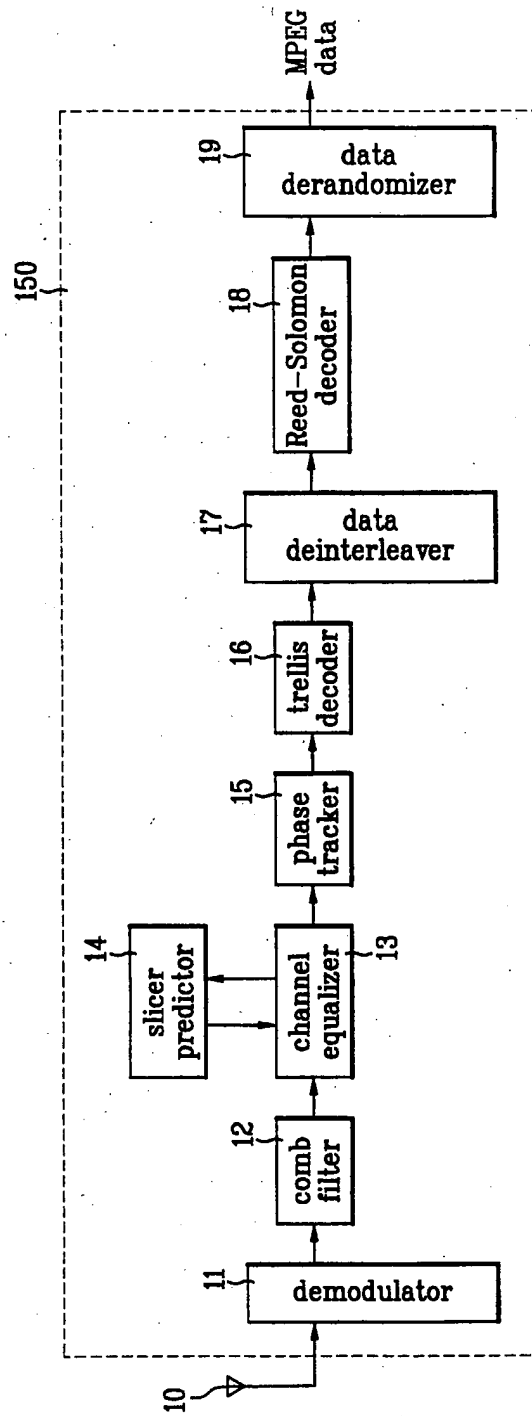 150
10
11
demodulator
12
comb
filter
13
channel
equalizer
14
slicer
predictor
15
phase
tracker
16
trellis
decoder
17
data
deinterleaver
18
Reed-Solomon
decoder
19
data
derandomizer
MPEG
data